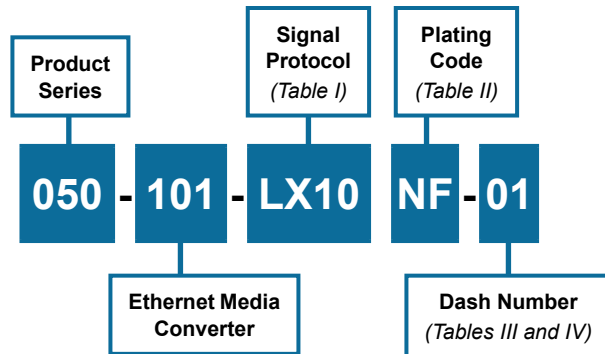 Product
Series
Signal
Protocol
(Table I)
Plating
Code
(Table II)
050 - 101 - LX10 NF - 01
Ethernet Media
Converter
Dash Number
(Tables III and IV)